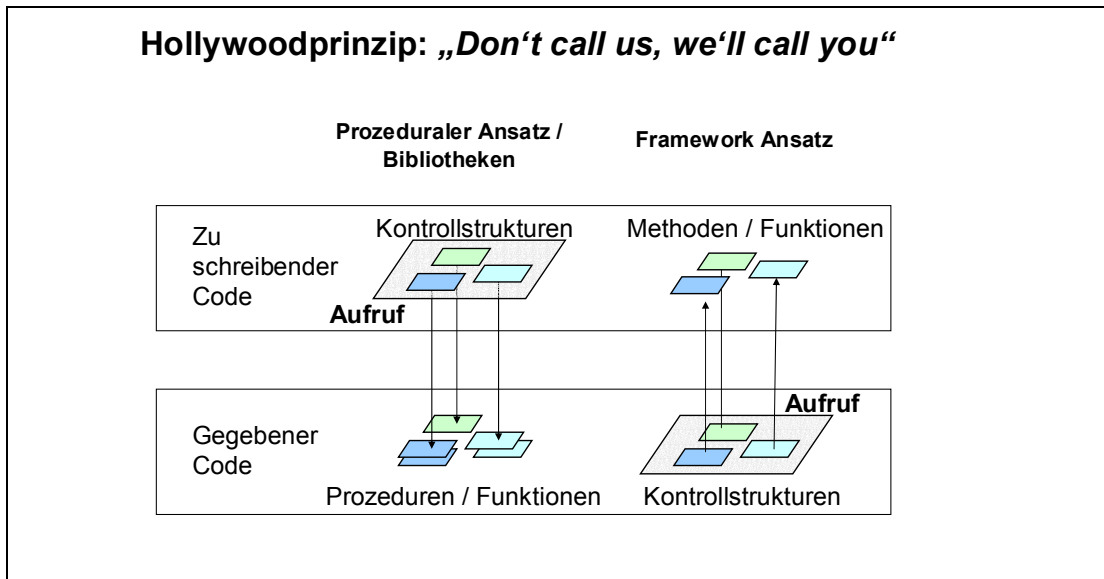 Hollywoodprinzip: „Don‘t call us, we‘ll call you“
Prozeduraler Ansatz /
Bibliotheken
Framework Ansatz
Zu
schreibender
Code
Kontrollstrukturen
Aufruf
Methoden / Funktionen
Gegebener
Code
Prozeduren / Funktionen
Aufruf
Kontrollstrukturen